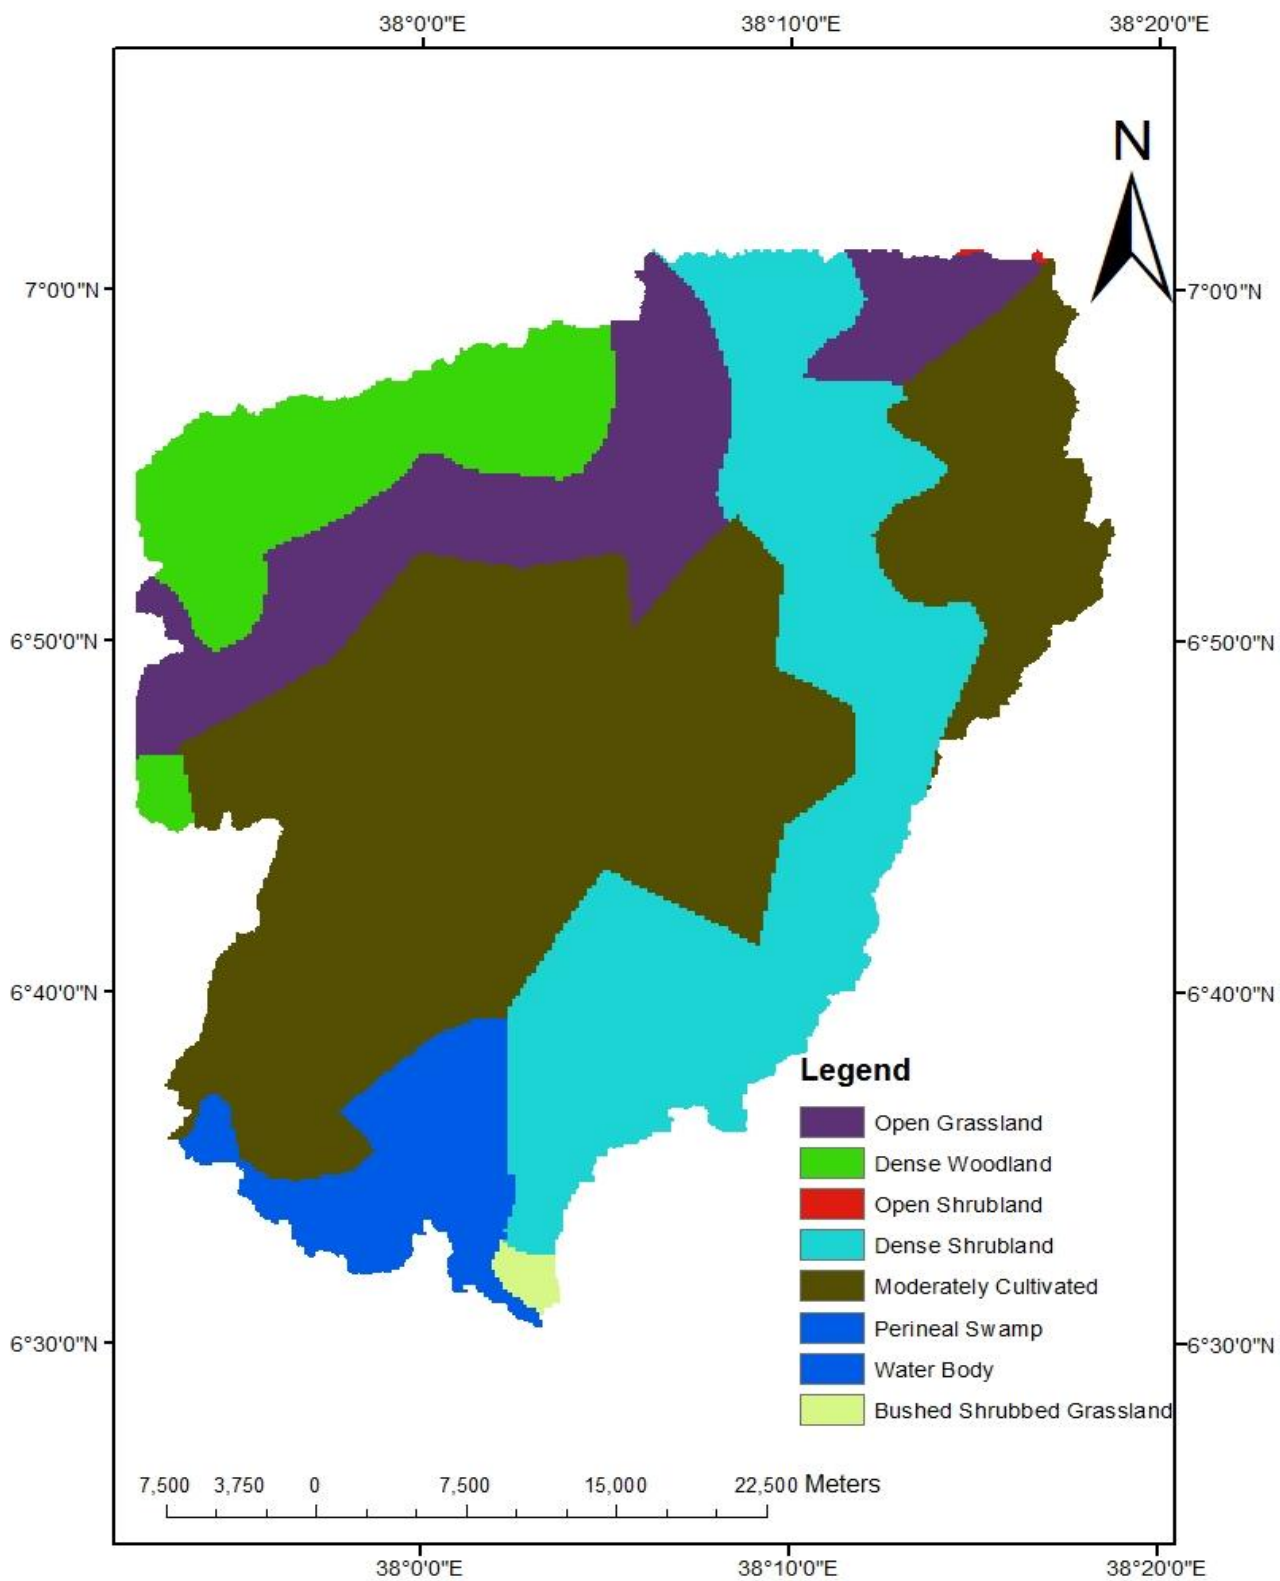 38°0'0"E 38°10'0"E 38°20'0"E
N
7°0'0"N 7°0'0"N
6°50'0"N 6°50'0"N
6°40'0"N 6°40'0"N
Legend
Open Grassland
Dense Woodland
Open Shrubland
Dense Shrubland
Moderately Cultivated
Perineal Swamp
6°30'0"N 6°30'0"N
Water Body
Bushed Shrubbed Grassland
7,500 3,750 0 7,500 15,000 22,500 Meters
38°0'0"E 38°10'0"E 38°20'0"E